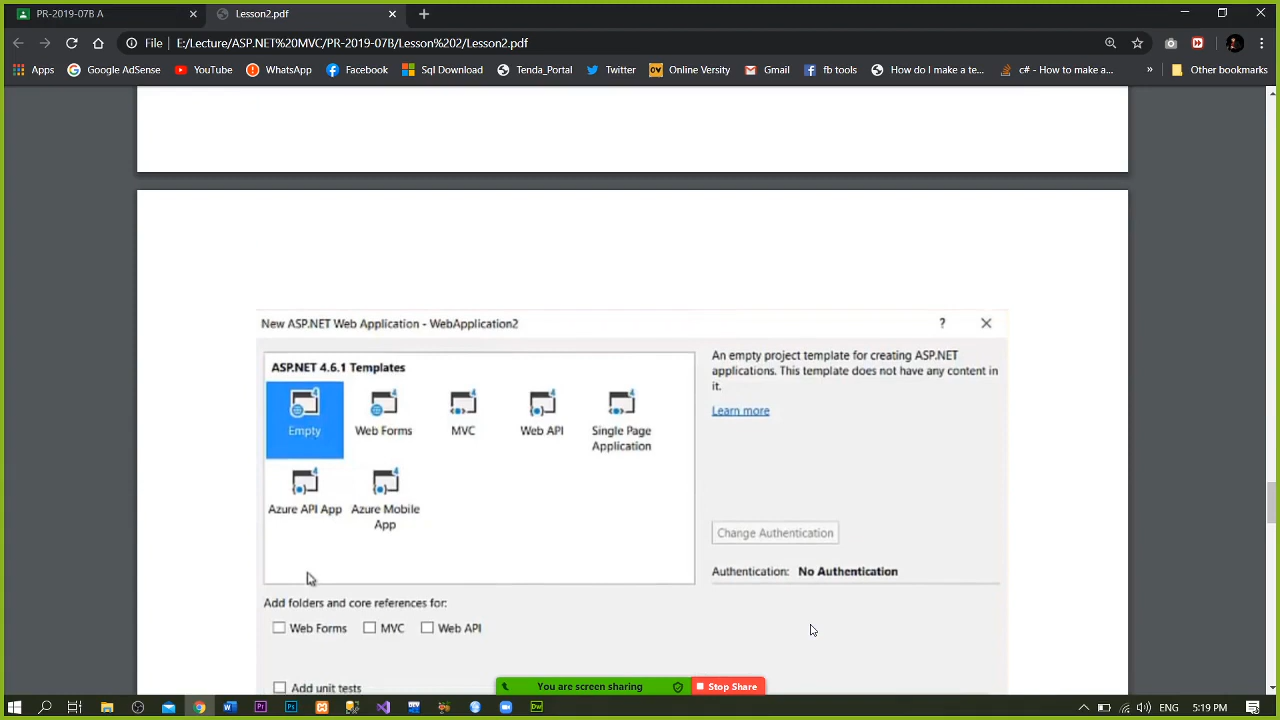 PR-2019-07B A
Lesson2.pdf
File
E:/Lecture/ASP.NET%20MVC/PR-2019-07B/Lesson%202/Lesson2.pdf
Apps
Google AdSense
YouTube
WhatsApp
Facebook
Sql Download
Tenda_Portal
Twitter
OV
Online Versity
Gmail
fb tools
How do I make a te...
c# - How to make a...
»
Other bookmarks
New ASP.NET Web Application - WebApplication2
?
ASP.NET 4.6.1 Templates
Empty
Web Forms
MVC
Web API
Single Page
Application
Azure API App
Azure Mobile
App
An empty project template for creating ASP.NET
applications. This template does not have any content in
it.
Learn more
Change Authentication
Authentication: No Authentication
Add folders and core references for:
Web Forms
MVC
Web API
Add unit tests
You are screen sharing
Stop Share
W
Pr
Ps
Dw
ENG
5:19 PM